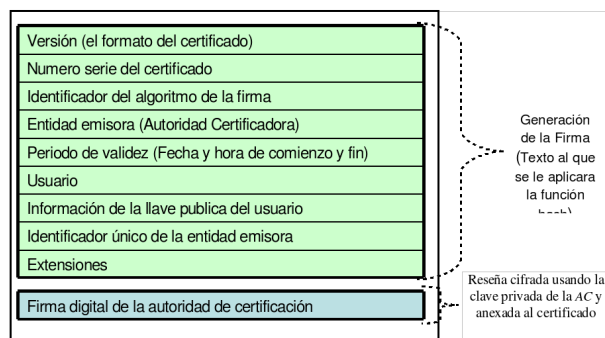 Versión (el formato del certificado)
Numero serie del certificado
Identificador del algoritmo de la firma
Entidad emisora (Autoridad Certificadora)
Periodo de validez (Fecha y hora de comienzo y fin)
Usuario
Información de la llave publica del usuario
Identificador único de la entidad emisora
Extensiones
Firma digital de la autoridad de certificación
Generación
de la Firma
(Texto al que
se le aplicara
la función
hash)
Reseña cifrada usando la
clave privada de la AC y
anexada al certificado